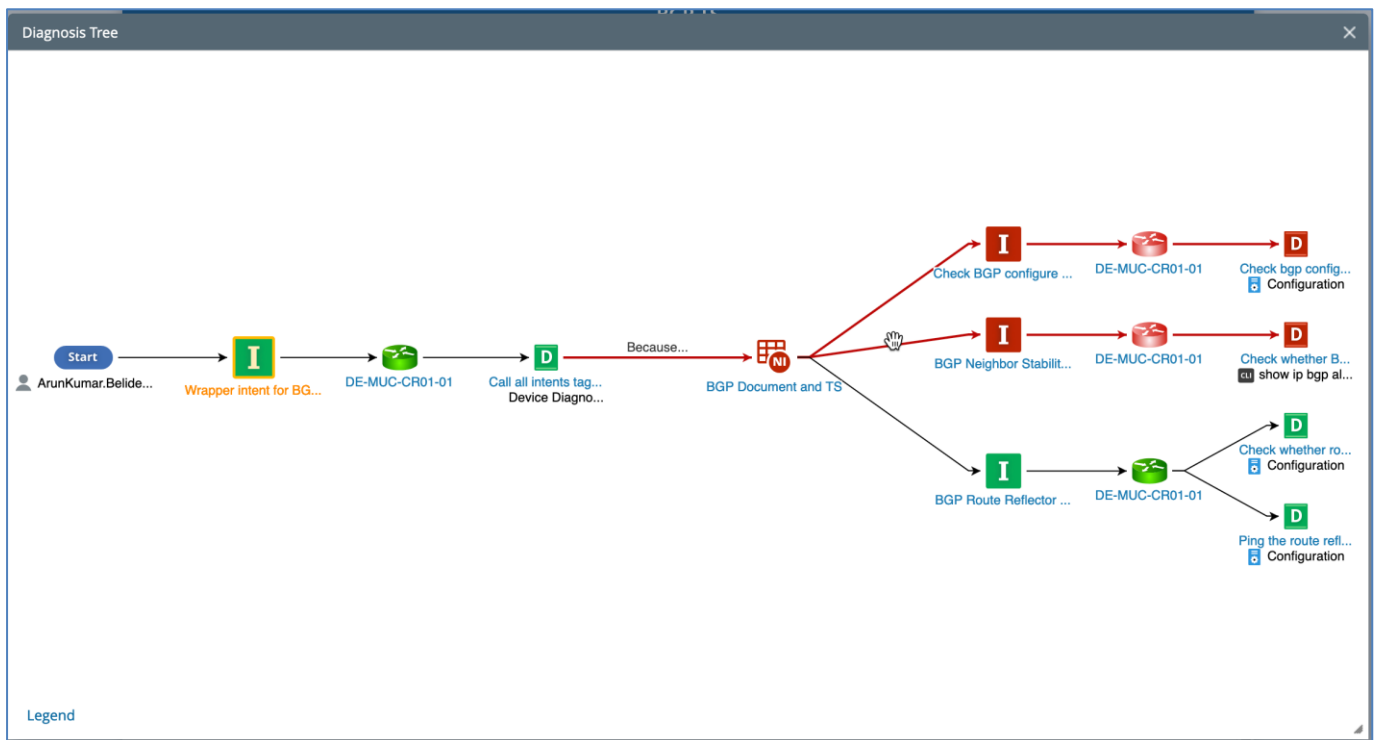 Diagnosis Tree
Start
ArunKumar.Belide...
I
Wrapper intent for BG...
DE-MUC-CR01-01
D
Call all intents tag...
Device Diagno...
Because...
NI
BGP Document and TS
I
Check BGP configure ...
DE-MUC-CR01-01
D
Check bgp config...
Configuration
I
BGP Neighbor Stabilit...
DE-MUC-CR01-01
D
Check whether B...
CLI show ip bgp al...
I
BGP Route Reflector ...
DE-MUC-CR01-01
D
Check whether ro...
Configuration
D
Ping the route refl...
Configuration
Legend